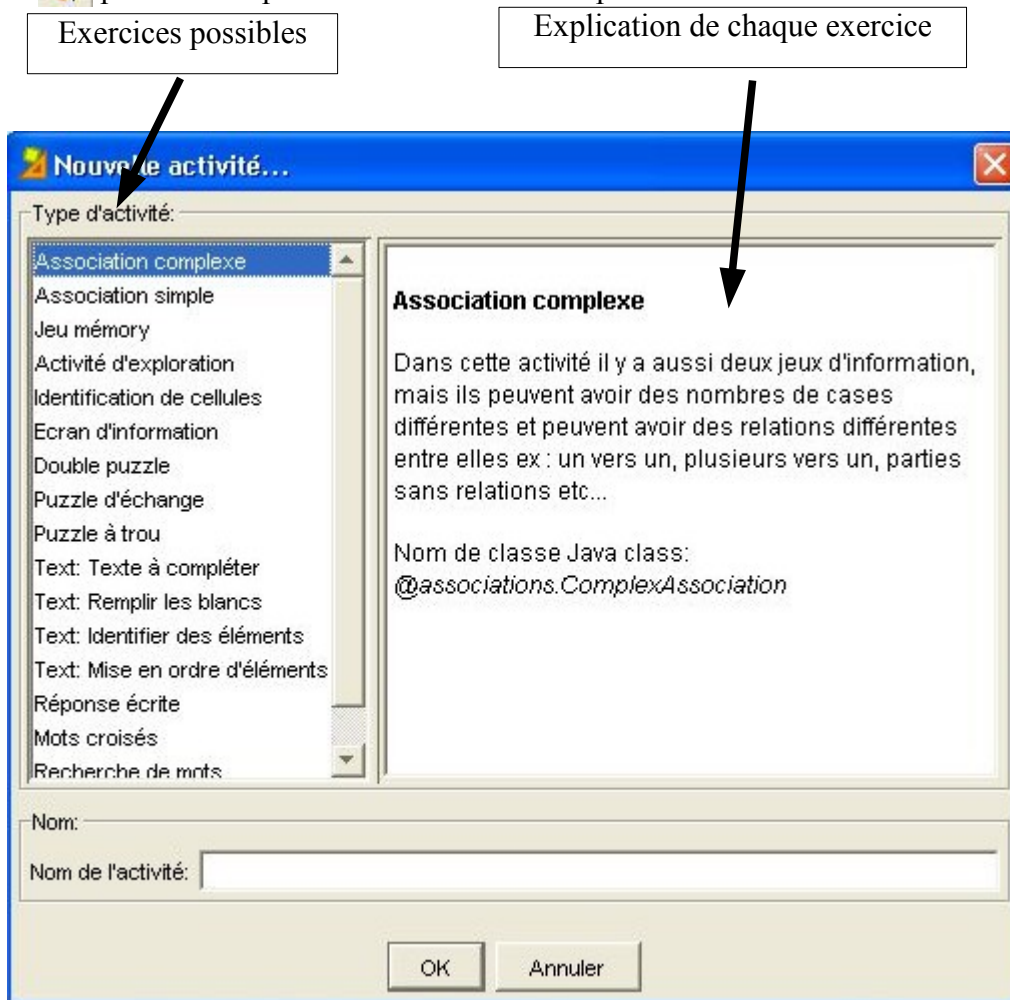 Exercices possibles
Explication de chaque exercice
Nouvelle activité...
Type d'activité:
Association complexe
Association simple
Jeu mémory
Activité d'exploration
Identification de cellules
Ecran d'information
Double puzzle
Puzzle d'échange
Puzzle à trou
Text: Texte à compléter
Text: Remplir les blancs
Text: Identifier des éléments
Text: Mise en ordre d'éléments
Réponse écrite
Mots croisés
Recherche de mots
Association complexe
Dans cette activité il y a aussi deux jeux d'information,
mais ils peuvent avoir des nombres de cases
différentes et peuvent avoir des relations différentes
entre elles ex : un vers un, plusieurs vers un, parties
sans relations etc...
Nom de classe Java class:
@associations.ComplexAssociation
Nom:
Nom de l'activité:
OK
Annuler